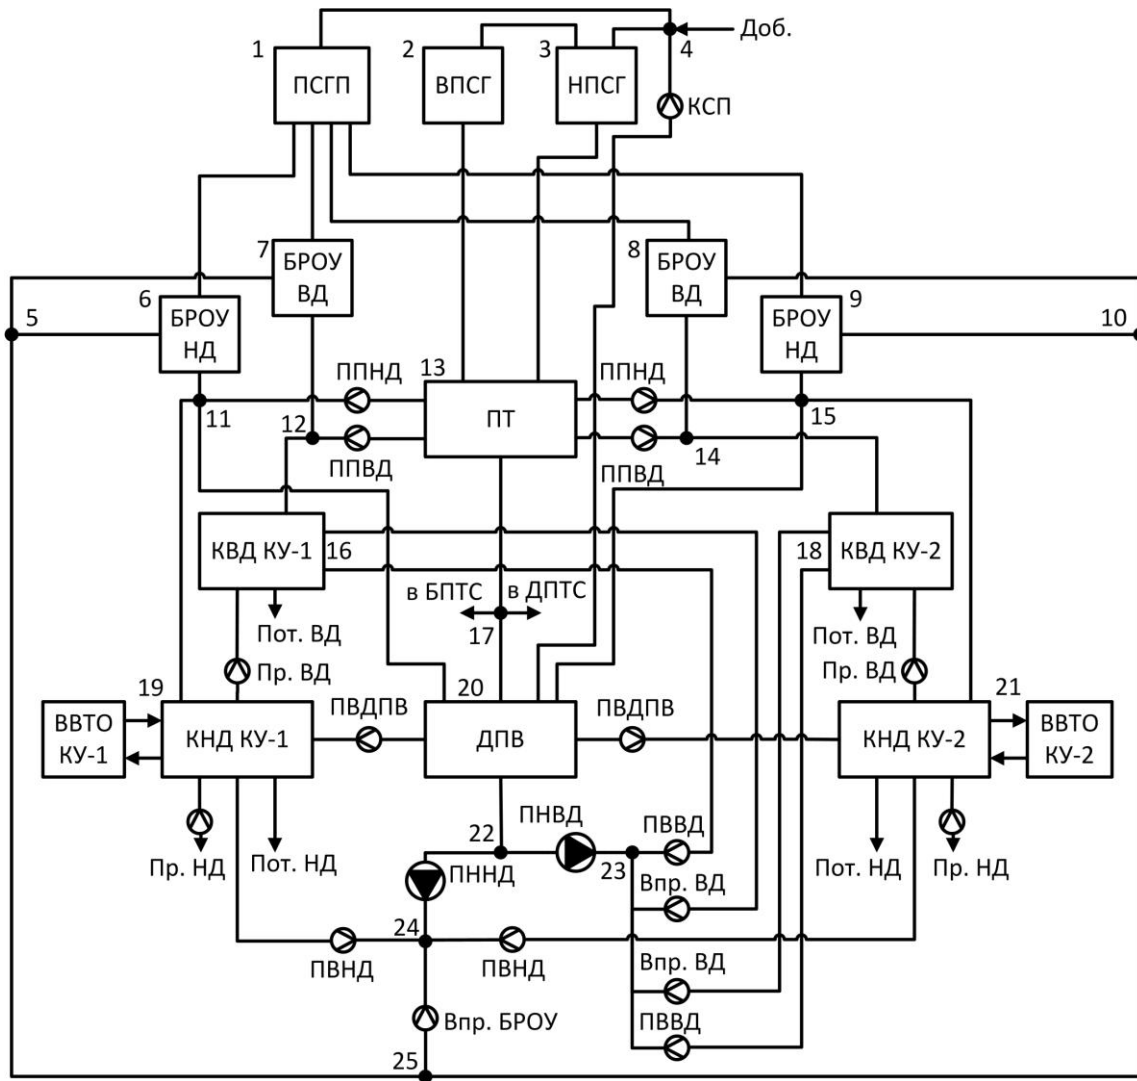 Доб.
1
2
3
4
ПСГП
ВПСГ
НПСГ
КСП
7
8
БРОУ
ВД
БРОУ
ВД
6
9
5
10
БРОУ
НД
БРОУ
НД
ППНД
13
ППНД
11
12
ПТ
15
14
ППВД
ППВД
КВД КУ-1
16
18
КВД КУ-2
в БПТС
в ДПТС
17
Пот. ВД
Пот. ВД
Пр. ВД
Пр. ВД
19
20
21
ПВДПВ
ПВДПВ
ВВТО
КУ-1
КНД КУ-1
ДПВ
КНД КУ-2
ВВТО
КУ-2
ПНВД
22
ПВВД
Пр. НД
Пот. НД
ПННД
23
Пот. НД
Пр. НД
Впр. ВД
24
ПВНД
ПВНД
Впр. ВД
Впр. БРОУ
ПВВД
25